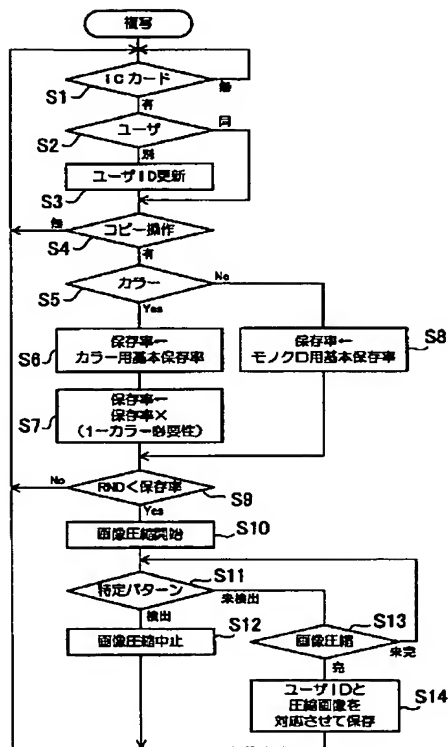 複写
ICカード
S1
無
有
ユーザ
S2
同
別
ユーザID更新
S3
コピー操作
S4
無
有
カラー
S5
No
Yes
保存率←
カラー用基本保存率
S6
保存率←
モノクロ用基本保存率
S8
保存率←
保存率×
(1ーカラー必要性)
S7
RND<保存率
S9
No
Yes
画像圧縮開始
S10
特定パターン
S11
未検出
検出
画像圧縮中止
S12
画像圧縮
S13
未完
完
ユーザIDと
圧縮画像を
対応させて保存
S14